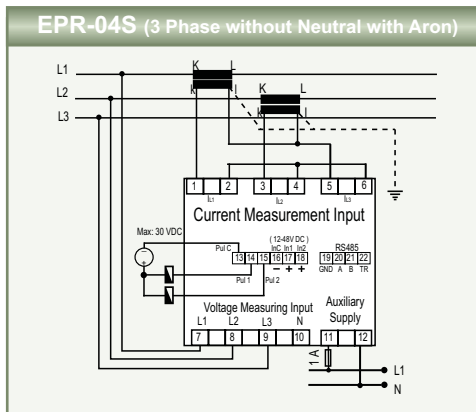 EPR-04S (3 Phase without Neutral with Aron)
K L
L1
K L
L2
k l
k l
L3
1 2 3 4 5 6
IL1 IL2 IL3
Current Measurement Input
Max: 30 VDC
( 12-48V DC )
Pul C InC In1 In2 RS485
13 14 15 16 17 18 19 20 21 22
Pul 1 Pul 2 − + + GND A B TR
Voltage Measuring Input
Auxiliary
Supply
L1 L2 L3 N
7 8 9 10 11 12
1 A
L1
N